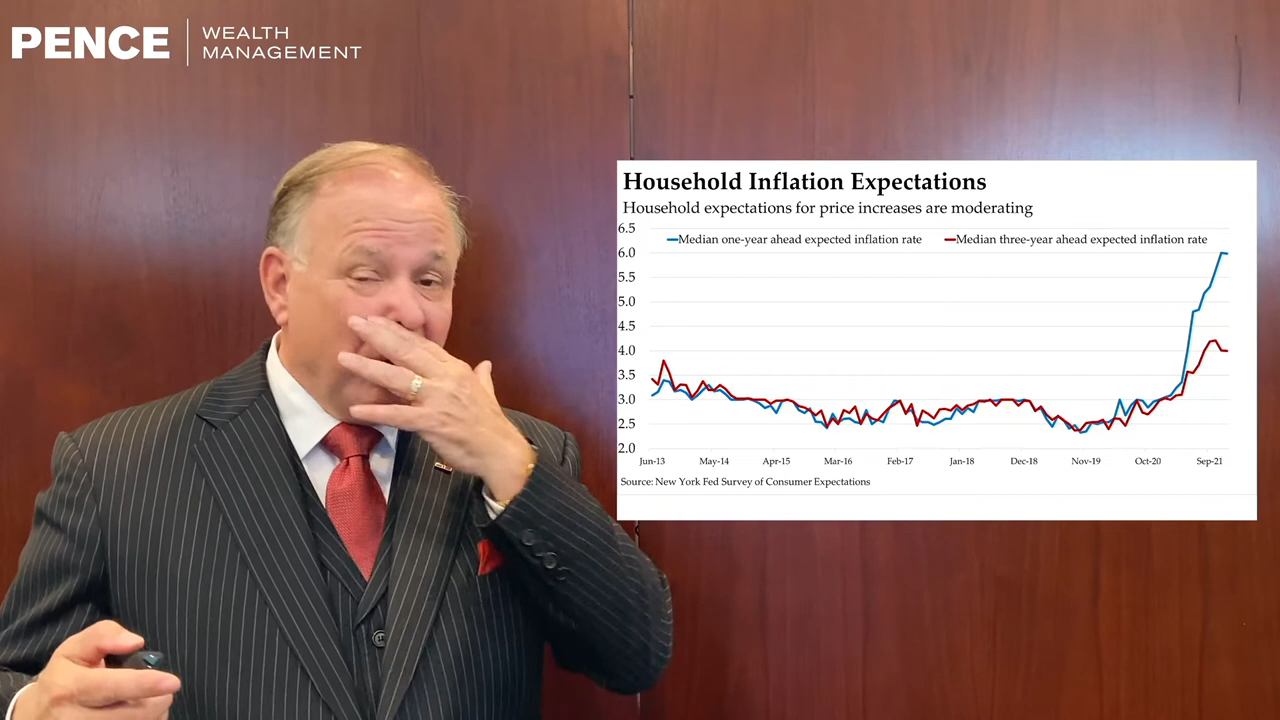 PENCE
WEALTH
MANAGEMENT
Household Inflation Expectations
Household expectations for price increases are moderating
Median one-year ahead expected inflation rate
Median three-year ahead expected inflation rate
6.5
6.0
5.5
5.0
4.5
4.0
3.5
3.0
2.5
2.0
Jun-13 May-14 Apr-15 Mar-16 Feb-17 Jan-18 Dec-18 Nov-19 Oct-20 Sep-21
Source: New York Fed Survey of Consumer Expectations